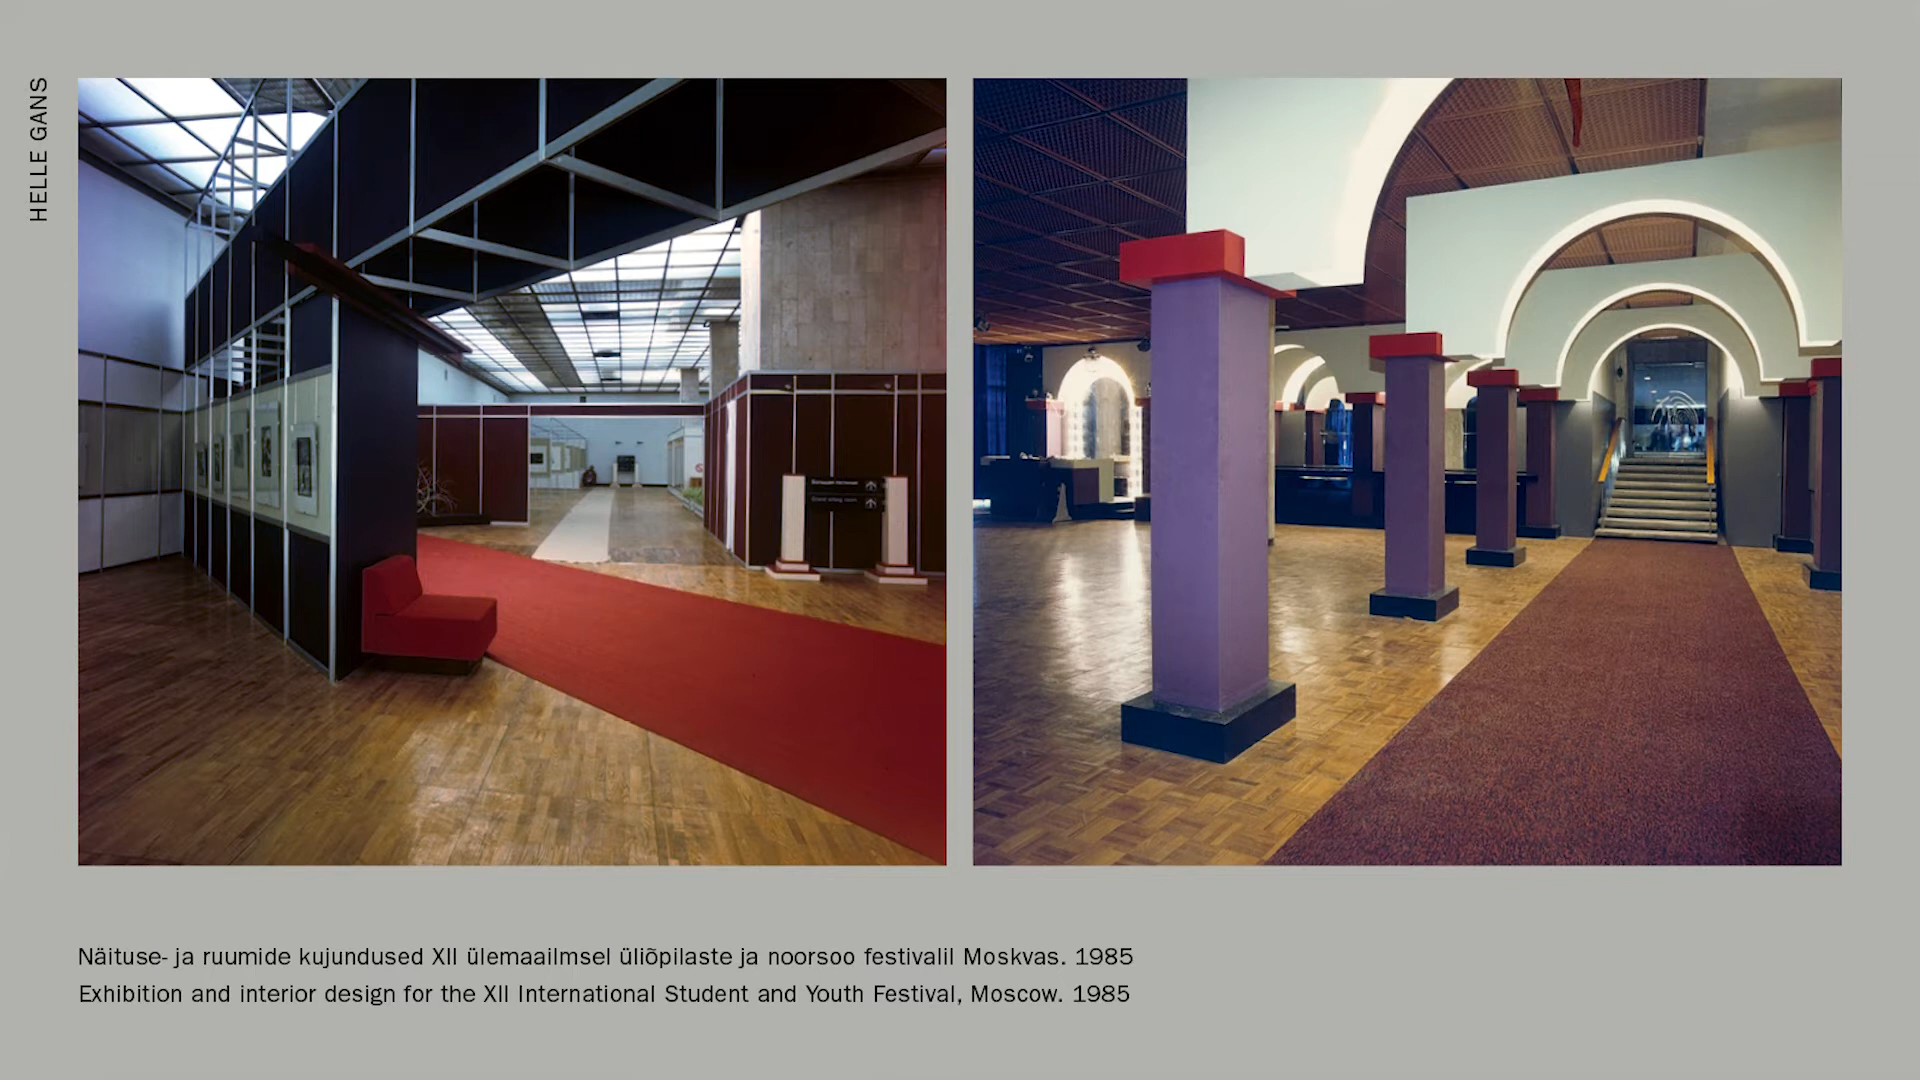 HELLE GANS
Näituse- ja ruumide kujundused XII ülemaailmsel üliõpilaste ja noorsoo festivalil Moskvas. 1985
Exhibition and interior design for the XII International Student and Youth Festival, Moscow. 1985